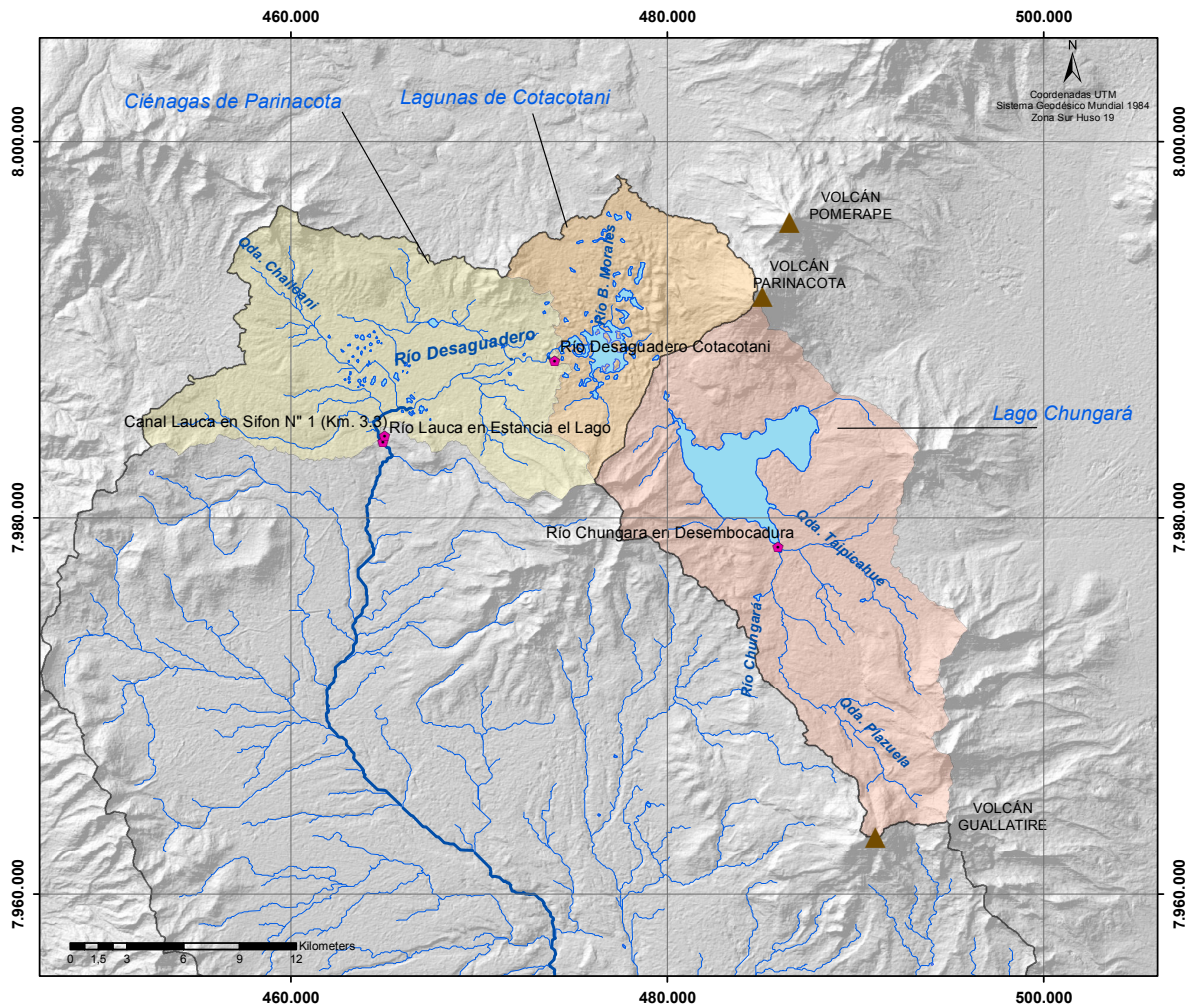 460.000
480.000
500.000
N
Coordenadas UTM
Sistema Geodésico Mundial 1984
Zona Sur Huso 19
Ciénagas de Parinacota
Lagunas de Cotacotani
8.000.000
8.000.000
VOLCÁN
POMERAPE
Qda. Challoani
Río B. Morales
VOLCÁN
PARINACOTA
Río Desaguadero
Río Desaguadero Cotacotani
Canal Lauca en Sifon N" 1 (Km. 3.3)
Río Lauca en Estancia el Lago
Lago Chungará
7.980.000
7.980.000
Río Chungara en Desembocadura
Qda. Taipicahue
Río Chungará
Qda. Plazuela
VOLCÁN
GUALLATIRE
7.960.000
7.960.000
Kilometers
0 1.5 3 6 9 12
460.000
480.000
500.000